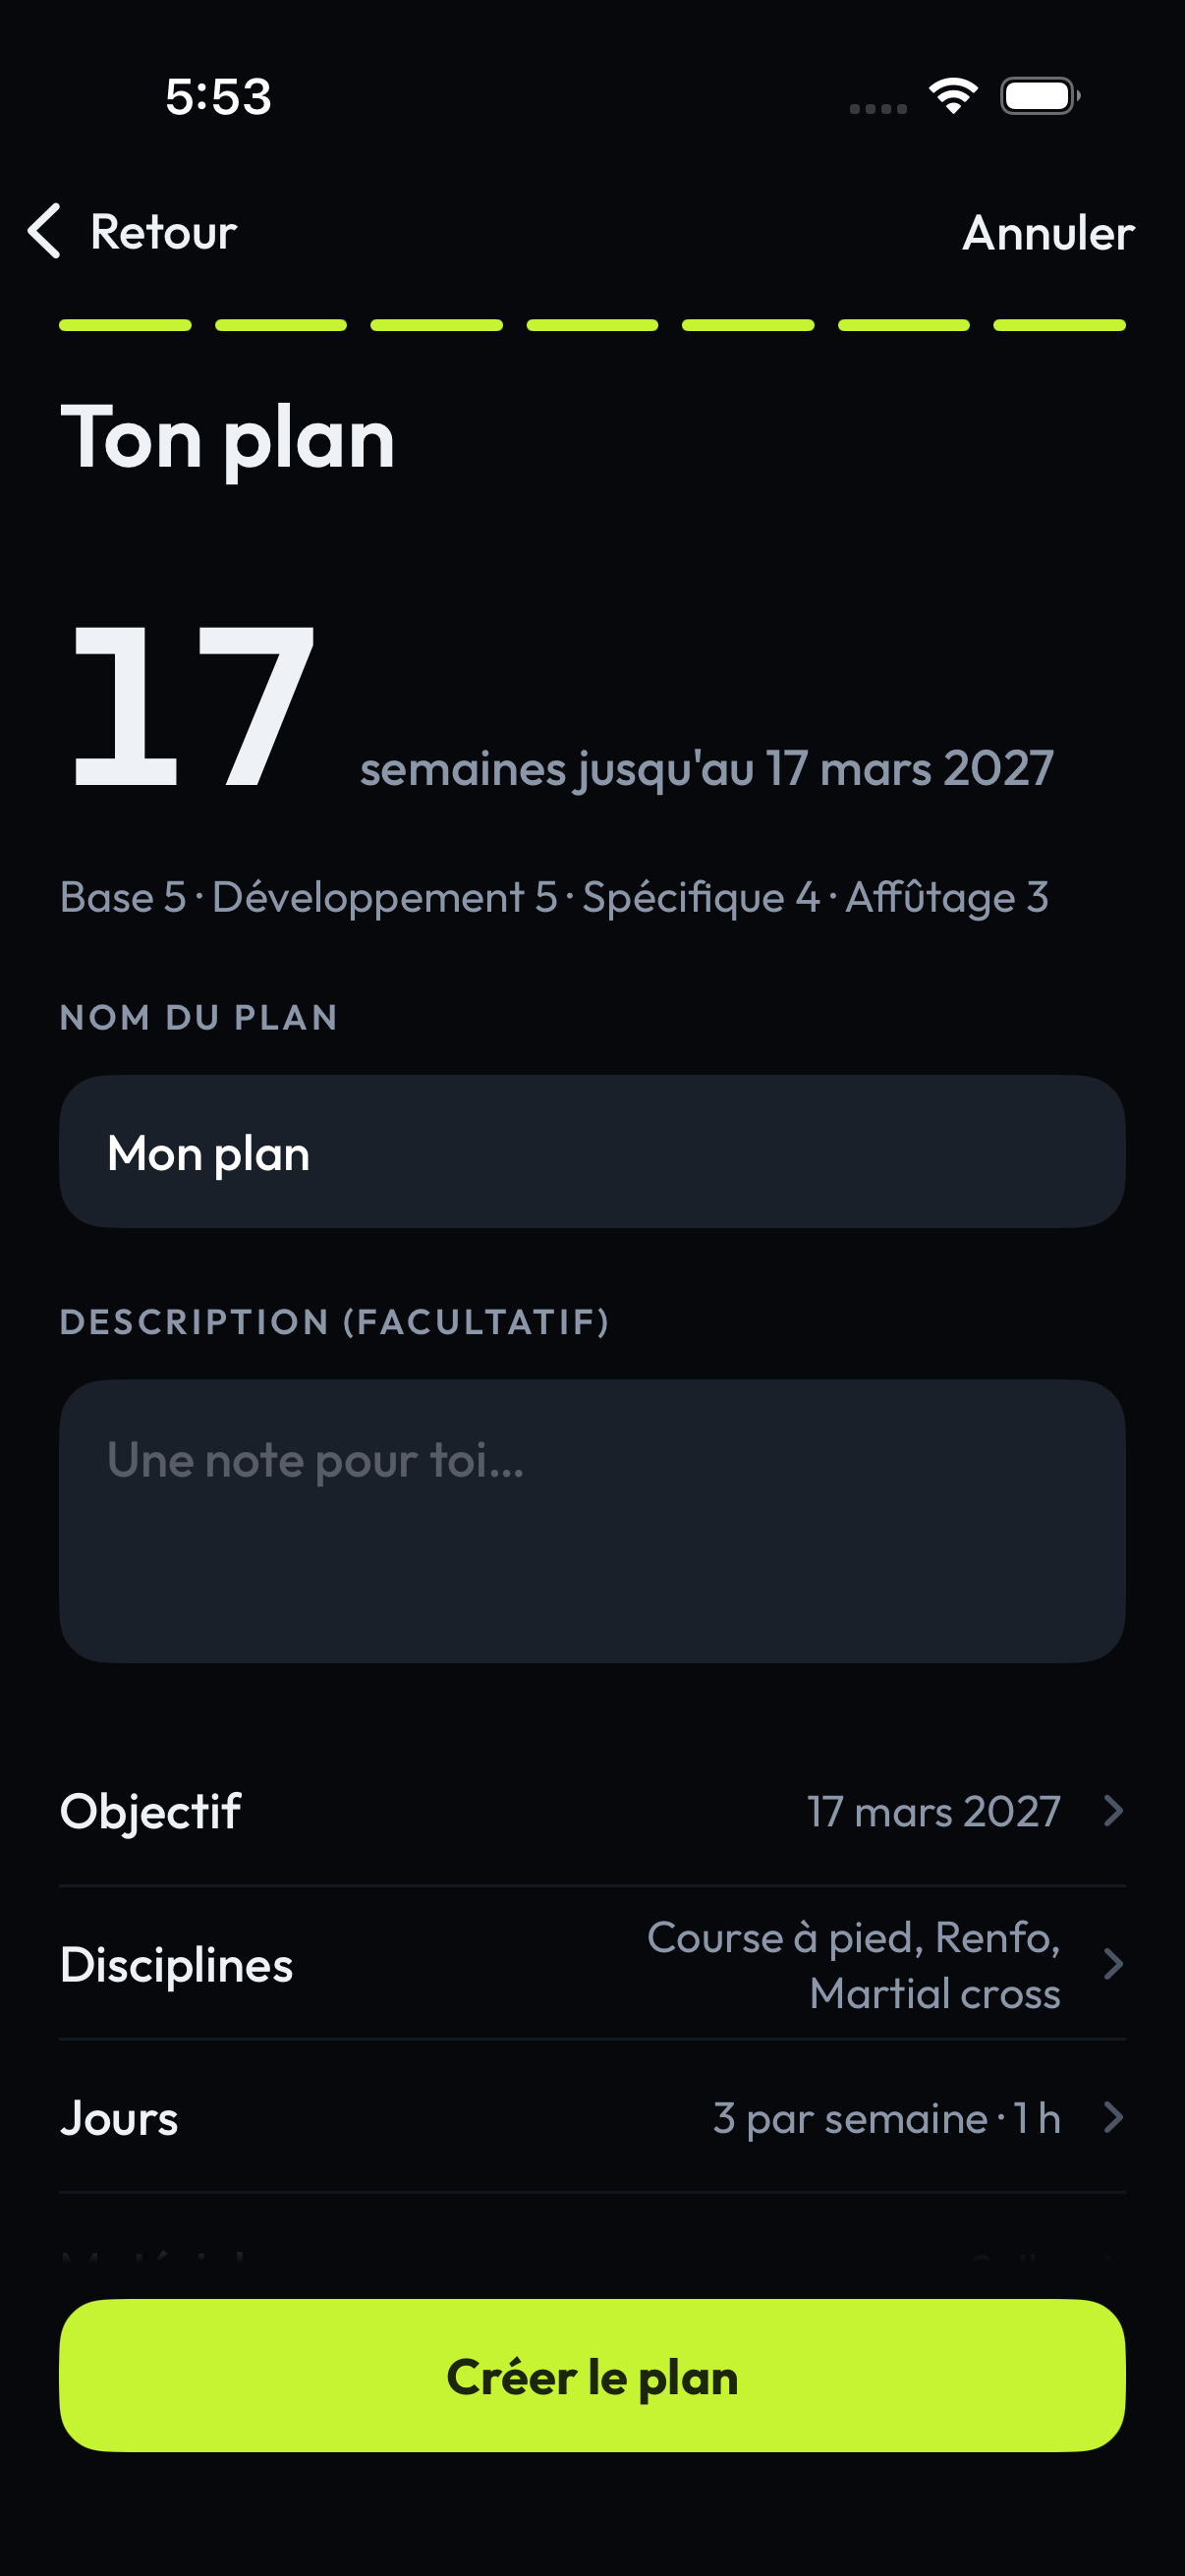 5:53
Retour
Annuler
Ton plan
17 semaines jusqu'au 17 mars 2027
Base 5 · Développement 5 · Spécifique 4 · Affûtage 3
NOM DU PLAN
Mon plan
DESCRIPTION (FACULTATIF)
Une note pour toi...
Objectif
17 mars 2027
Disciplines
Course à pied, Renfo,
Martial cross
Jours
3 par semaine · 1 h
Créer le plan